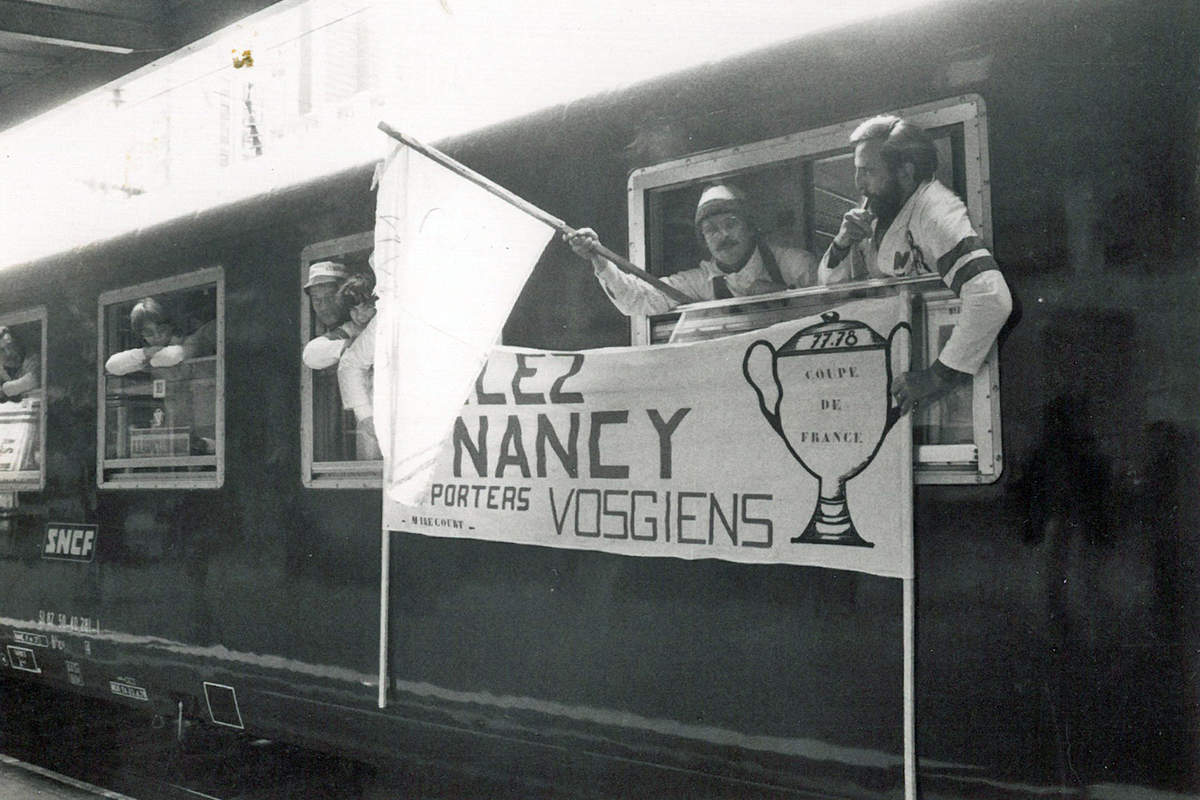 LEZ
NANCY
PORTERS VOSGIENS
- MIRECOURT -
77.78
COUPE
DE
FRANCE
SNCF